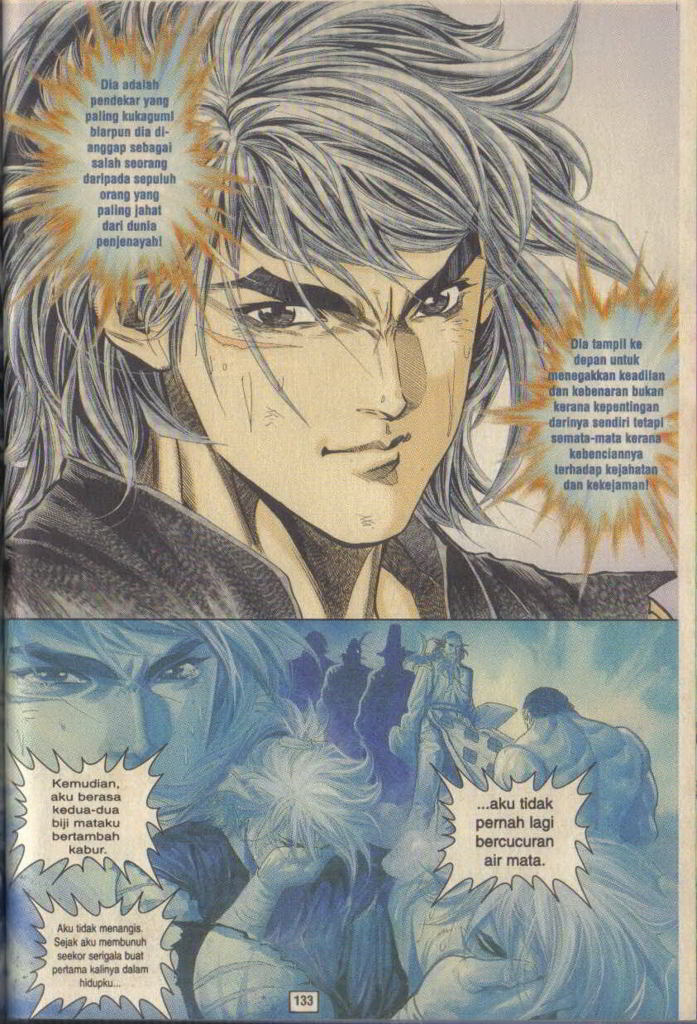 Dia adalah
pendekar yang
paling kukagumi
biarpun dia di-
anggap sebagai
salah seorang
daripada sepuluh
orang yang
paling jahat
dari dunia
penjenayah!
Dia tampil ke
depan untuk
menegakkan keadilan
dan kebenaran bukan
kerana kepentingan
darinya sendiri tetapi
semata-mata kerana
kebenciannya
terhadap kejahatan
dan kekejaman!
Kemudian,
aku berasa
kedua-dua
biji mataku
bertambah
kabur.
Aku tidak menangis.
Sejak aku membunuh
seekor serigala buat
pertama kalinya dalam
hidupku...
...aku tidak
pernah lagi
bercucuran
air mata.
133